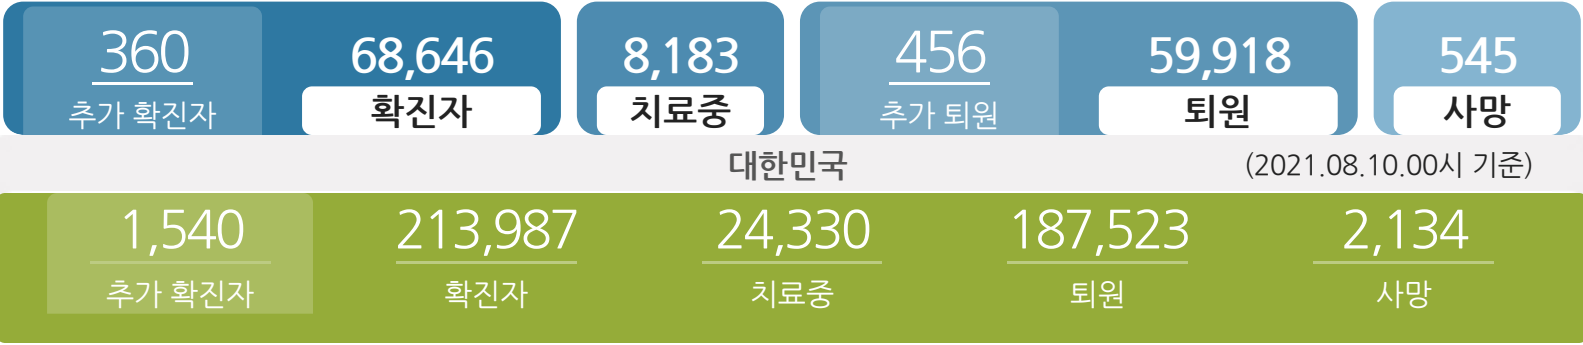 360 68,646 8,183 456 59,918 545
추가 확진자 확진자 치료중 추가 퇴원 퇴원 사망
대한민국 (2021.08.10.00시 기준)
1,540 213,987 24,330 187,523 2,134
추가 확진자 확진자 치료중 퇴원 사망